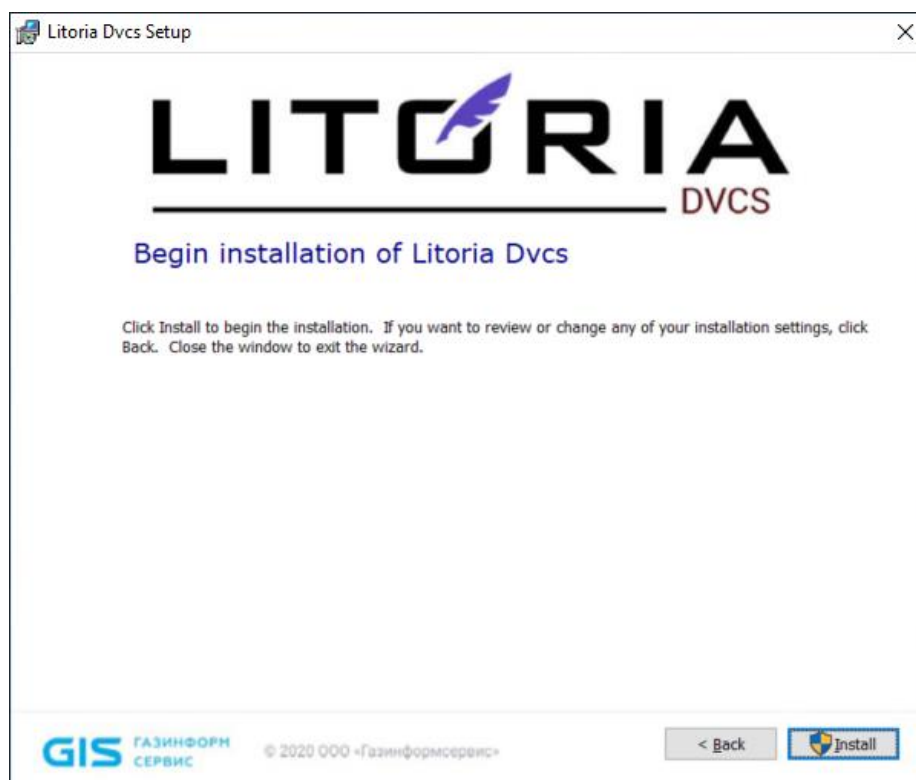 Litoria Dvcs Setup
LITORIA
DVCS
Begin installation of Litoria Dvcs
Click Install to begin the installation. If you want to review or change any of your installation settings, click
Back. Close the window to exit the wizard.
GIS ГАЗИНФОРМ
СЕРВИС
© 2020 ООО «Газинформсервис»
< Back
Install